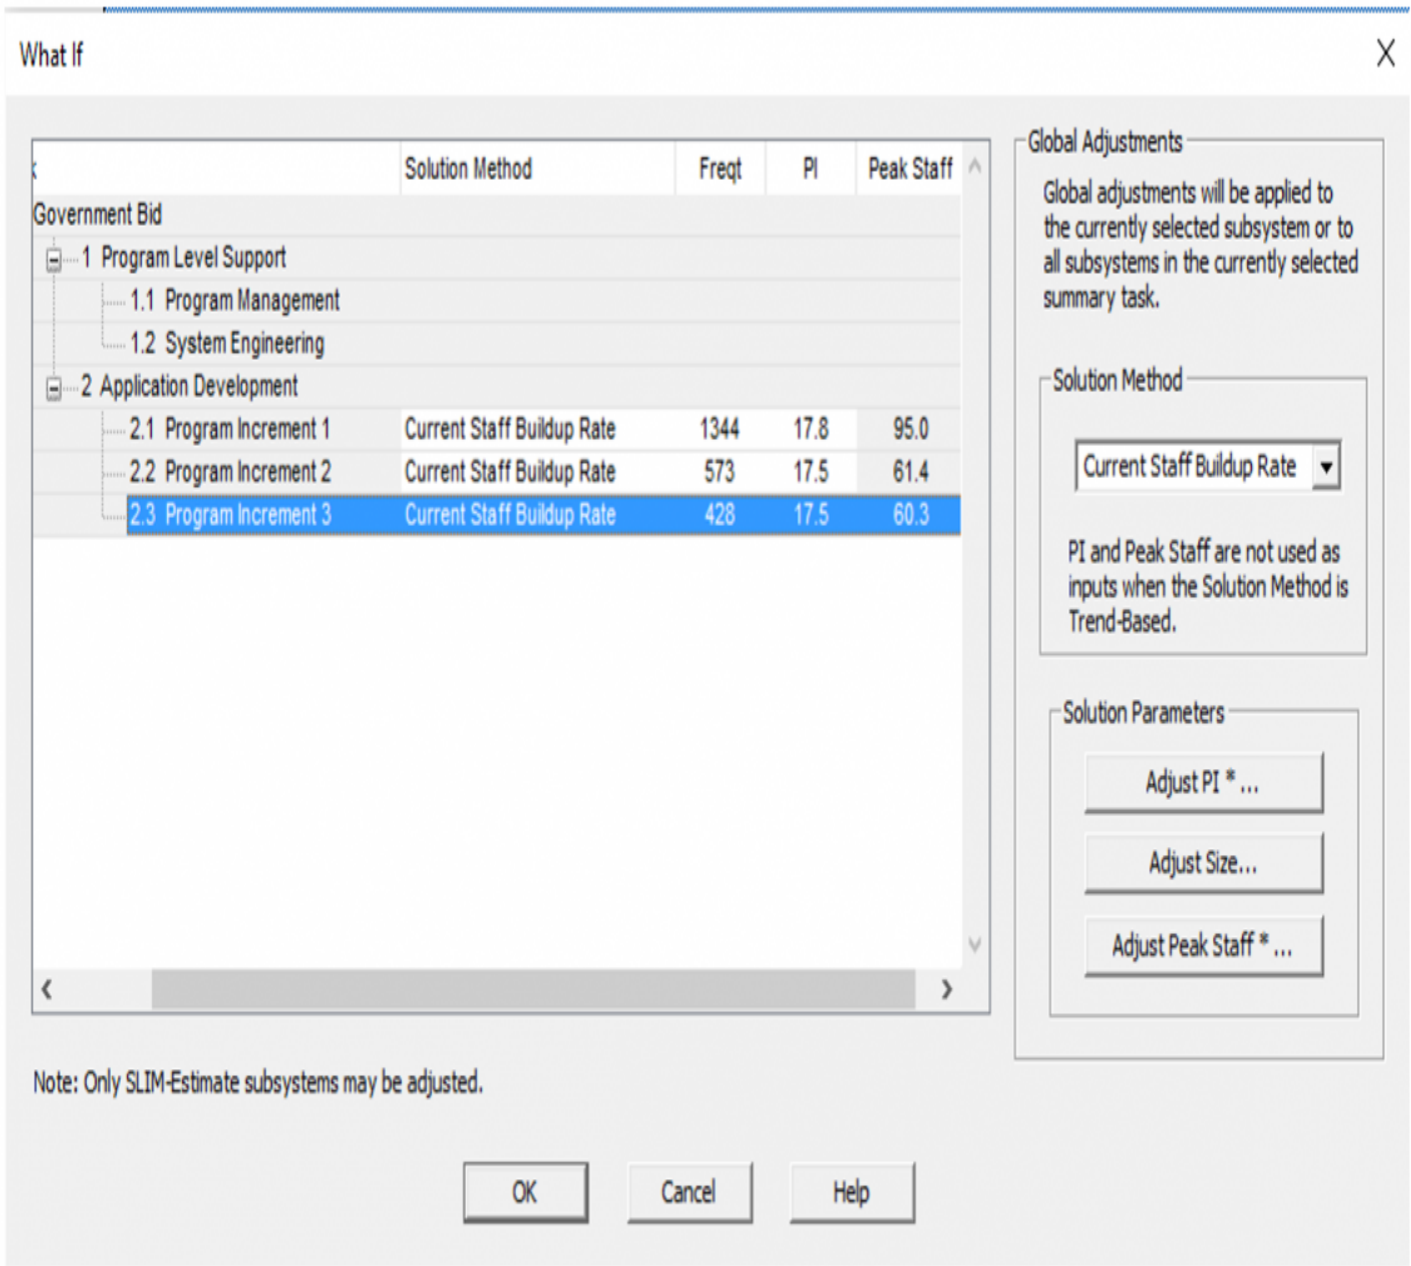 What If
X
Solution Method Freqt PI Peak Staff
Government Bid
1 Program Level Support
1.1 Program Management
1.2 System Engineering
2 Application Development
2.1 Program Increment 1 Current Staff Buildup Rate 1344 17.8 95.0
2.2 Program Increment 2 Current Staff Buildup Rate 573 17.5 61.4
2.3 Program Increment 3 Current Staff Buildup Rate 428 17.5 60.3
Note: Only SLIM-Estimate subsystems may be adjusted.
Global Adjustments
Global adjustments will be applied to
the currently selected subsystem or to
all subsystems in the currently selected
summary task.
Solution Method
Current Staff Buildup Rate
PI and Peak Staff are not used as
inputs when the Solution Method is
Trend-Based.
Solution Parameters
Adjust PI * ...
Adjust Size...
Adjust Peak Staff * ...
OK
Cancel
Help